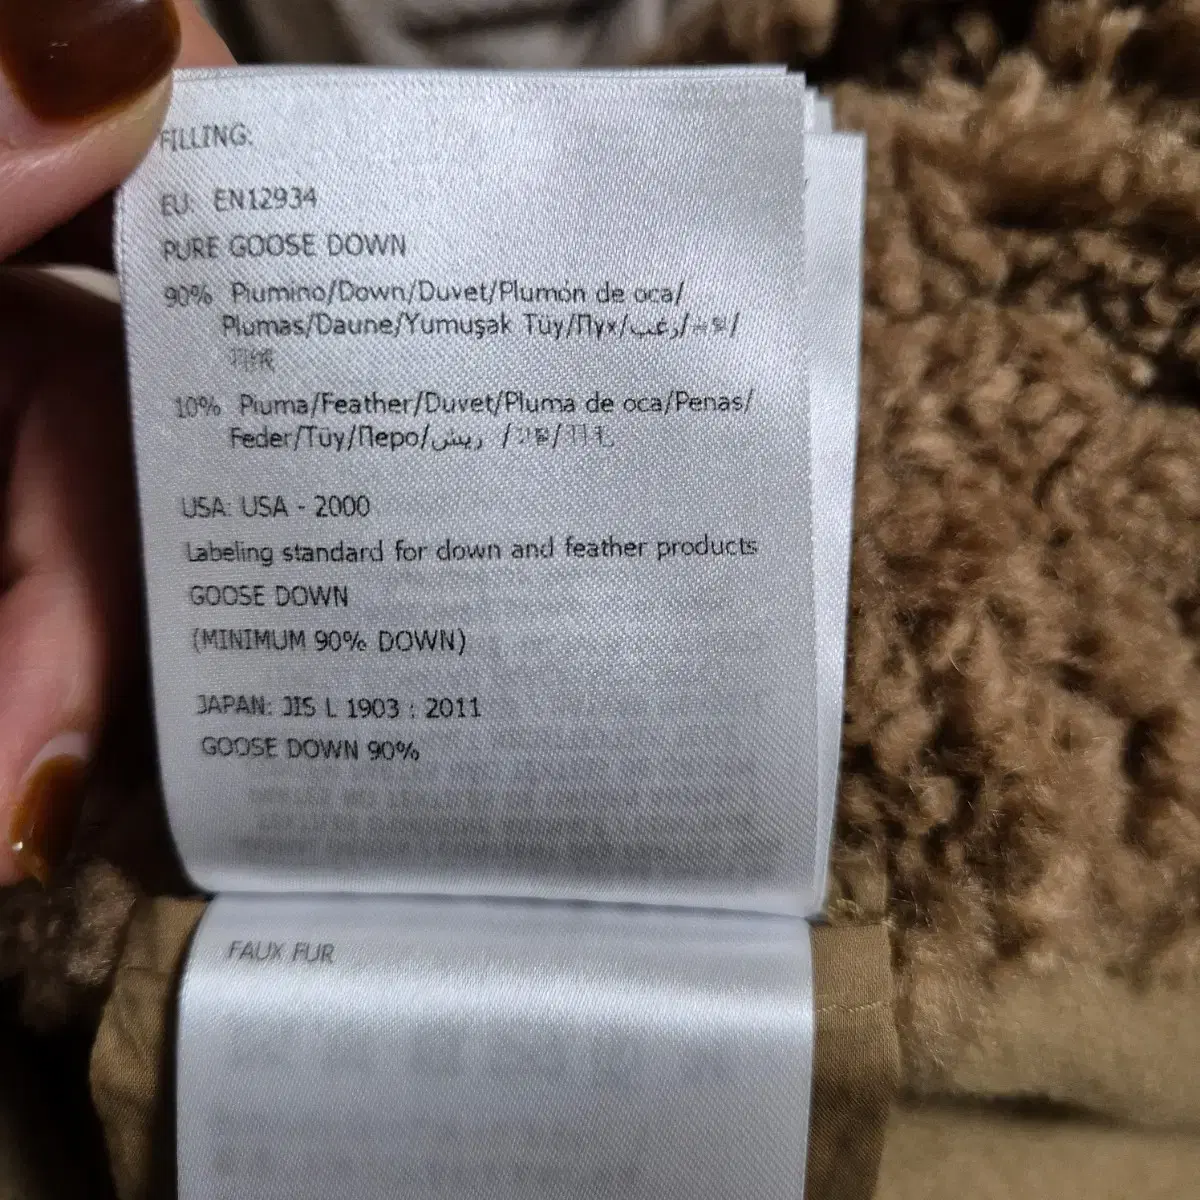 FILLING:
EU: EN12934
PURE GOOSE DOWN
90% Piumino/Down/Duvet/Plumón de oca/
Plumas/Daune/Yumuşak Tüy/Пух/زغب/
10% Piuma/Feather/Duvet/Pluma de oca/Penas/
Feder/Tüy/Перо/ريش/
USA: USA - 2000
Labeling standard for down and feather products
GOOSE DOWN
(MINIMUM 90% DOWN)
JAPAN: JIS L 1903 : 2011
GOOSE DOWN 90%
FAUX FUR